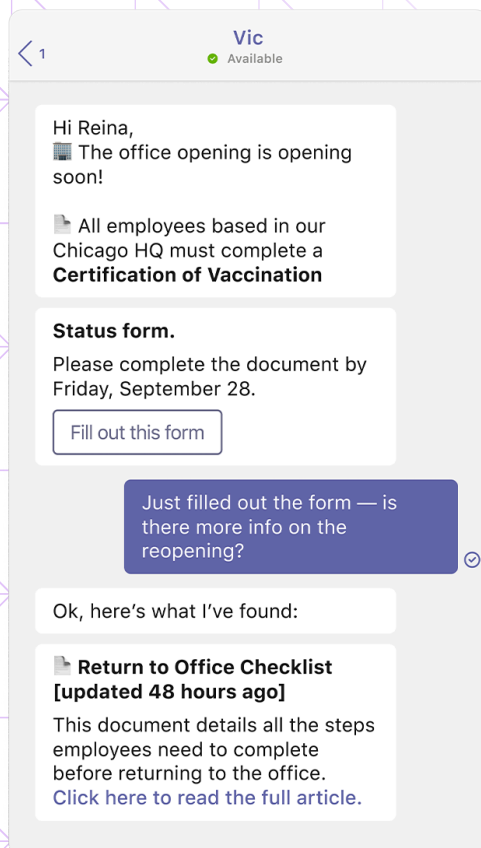 Vic
1
Available
Hi Reina,
🏢 The office opening is opening
soon!
📄 All employees based in our
Chicago HQ must complete a
Certification of Vaccination
Status form.
Please complete the document by
Friday, September 28.
Fill out this form
Just filled out the form — is
there more info on the
reopening?
Ok, here’s what I’ve found:
📄 Return to Office Checklist
[updated 48 hours ago]
This document details all the steps
employees need to complete
before returning to the office.
Click here to read the full article.